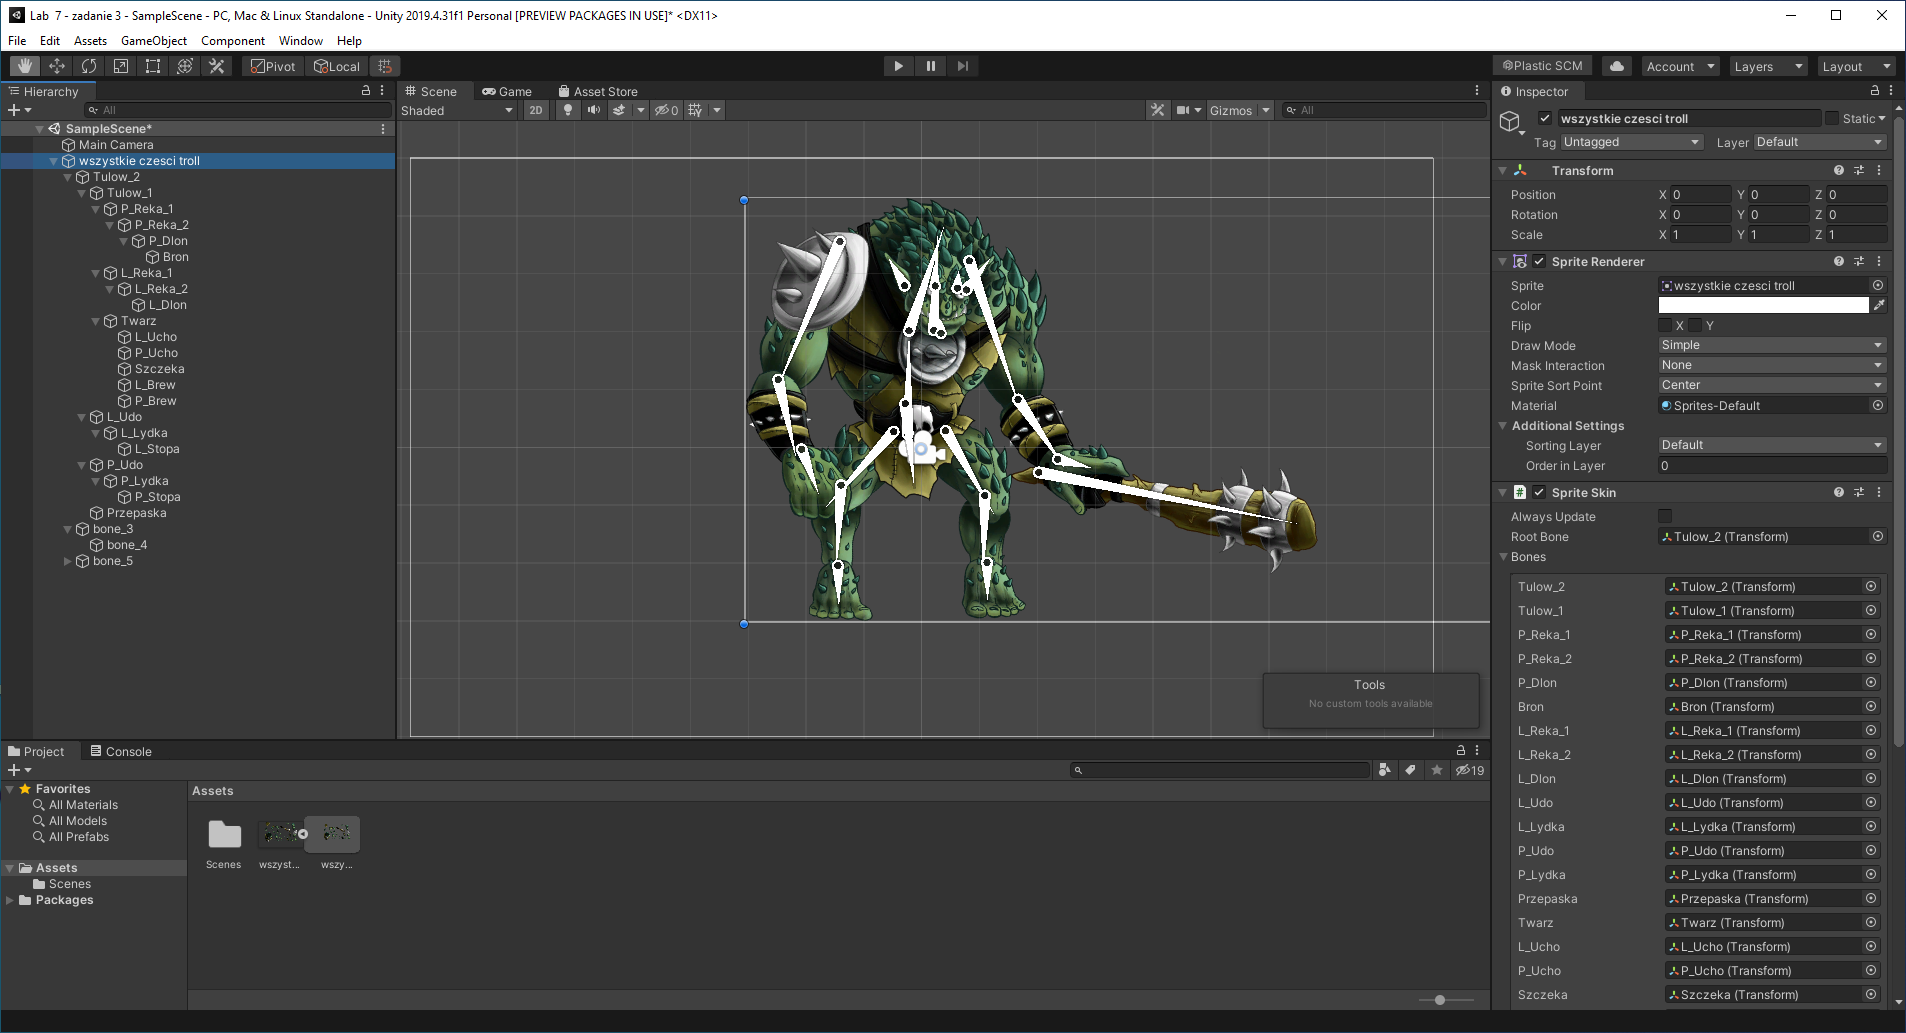 Lab  7 - zadanie 3 - SampleScene - PC, Mac & Linux Standalone - Unity 2019.4.31f1 Personal [PREVIEW PACKAGES IN USE]* <DX11>
File Edit Assets GameObject Component Window Help
Pivot Local Plastic SCM Account Layers Layout
Hierarchy
All
SampleScene*
Main Camera
wszystkie czesci troll
Tulow_2
Tulow_1
P_Reka_1
P_Reka_2
P_Dlon
Bron
L_Reka_1
L_Reka_2
L_Dlon
Twarz
L_Ucho
P_Ucho
Szczeka
L_Brew
P_Brew
L_Udo
L_Lydka
L_Stopa
P_Udo
P_Lydka
P_Stopa
Przepaska
bone_3
bone_4
bone_5
Scene Game Asset Store
Shaded 2D 0 Gizmos All
Tools
No custom tools available
Inspector
wszystkie czesci troll Static
Tag Untagged Layer Default
Transform
Position X 0 Y 0 Z 0
Rotation X 0 Y 0 Z 0
Scale X 1 Y 1 Z 1
Sprite Renderer
Sprite wszystkie czesci troll
Color
Flip X Y
Draw Mode Simple
Mask Interaction None
Sprite Sort Point Center
Material Sprites-Default
Additional Settings
Sorting Layer Default
Order in Layer 0
# Sprite Skin
Always Update
Root Bone Tulow_2 (Transform)
Bones
Tulow_2 Tulow_2 (Transform)
Tulow_1 Tulow_1 (Transform)
P_Reka_1 P_Reka_1 (Transform)
P_Reka_2 P_Reka_2 (Transform)
P_Dlon P_Dlon (Transform)
Bron Bron (Transform)
L_Reka_1 L_Reka_1 (Transform)
L_Reka_2 L_Reka_2 (Transform)
L_Dlon L_Dlon (Transform)
L_Udo L_Udo (Transform)
L_Lydka L_Lydka (Transform)
P_Udo P_Udo (Transform)
P_Lydka P_Lydka (Transform)
Przepaska Przepaska (Transform)
Twarz Twarz (Transform)
L_Ucho L_Ucho (Transform)
P_Ucho P_Ucho (Transform)
Szczeka Szczeka (Transform)
Project Console
19
Favorites
All Materials
All Models
All Prefabs
Assets
Scenes
Packages
Assets
Scenes wszyst... wszy...